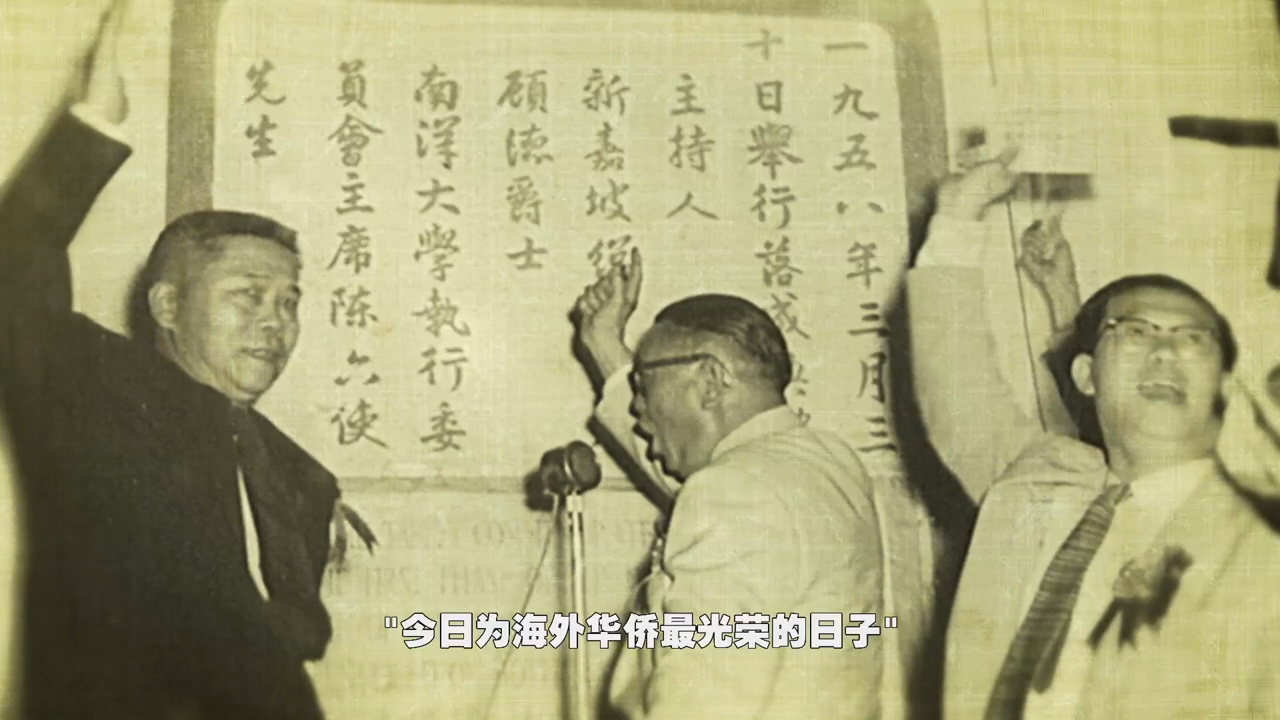 一九五八年三月三
十日舉行落成
主持人
新嘉坡總
顧德爵士
南洋大學執行委
員會主席陳六使
先生
"今日为海外华侨最光荣的日子"